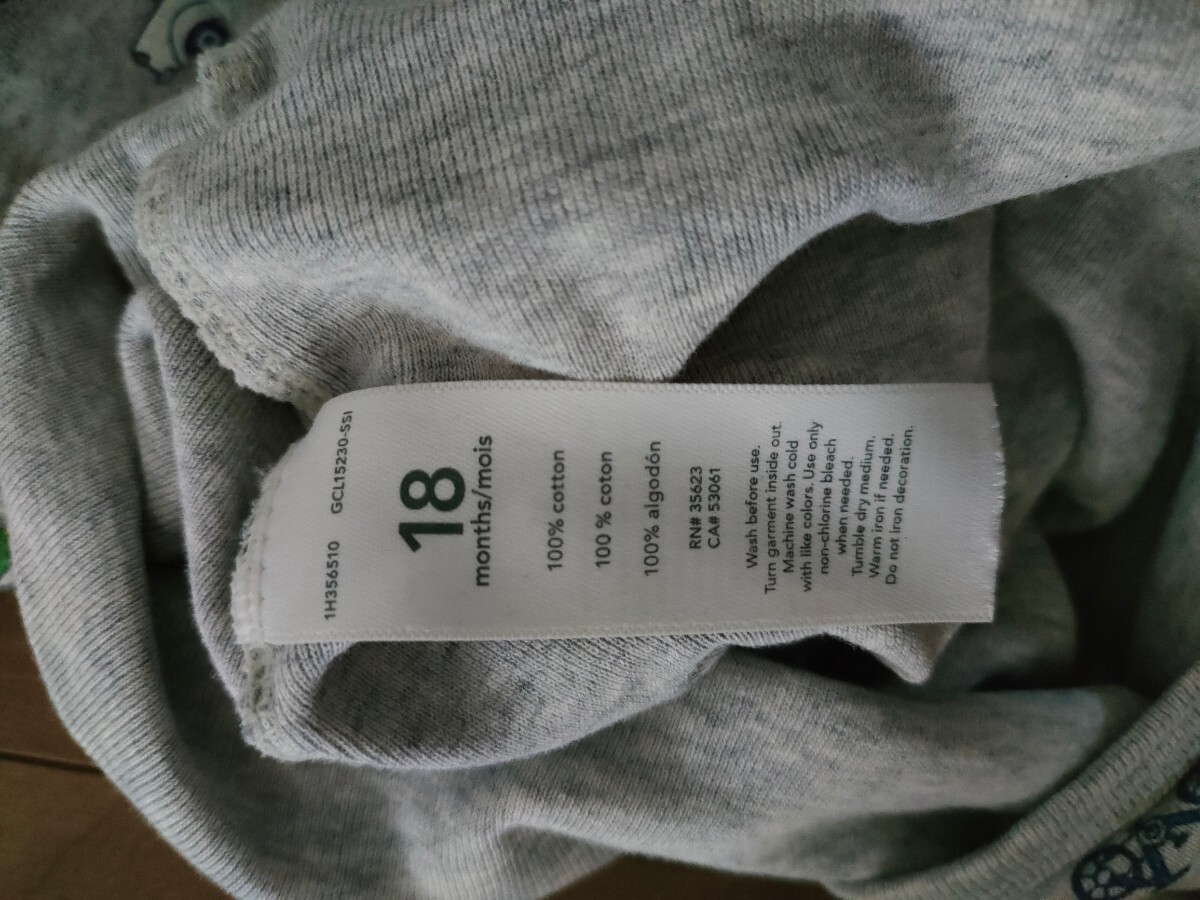 1H356510 GCL15230-SSI
18
months/mois
100% cotton
100 % coton
100% algodón
RN# 35623
CA# 53061
Wash before use.
Turn garment inside out.
Machine wash cold
with like colors. Use only
non-chlorine bleach
when needed.
Tumble dry medium.
Warm iron if needed.
Do not iron decoration.